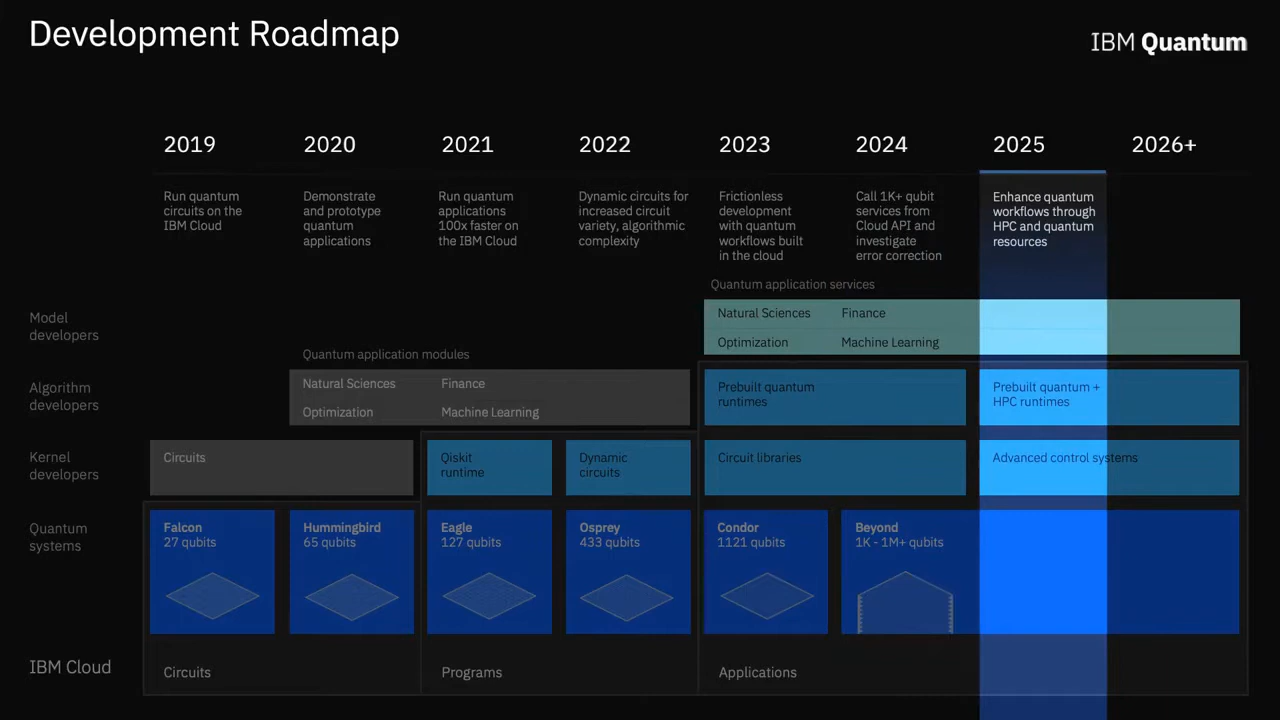 Development Roadmap
IBM Quantum
2019
2020
2021
2022
2023
2024
2025
2026+
Run quantum
circuits on the
IBM Cloud
Demonstrate
and prototype
quantum
applications
Run quantum
applications
100x faster on
the IBM Cloud
Dynamic circuits for
increased circuit
variety, algorithmic
complexity
Frictionless
development
with quantum
workflows built
in the cloud
Call 1K+ qubit
services from
Cloud API and
investigate
error correction
Enhance quantum
workflows through
HPC and quantum
resources
Model
developers
Quantum application services
Natural Sciences
Finance
Optimization
Machine Learning
Algorithm
developers
Quantum application modules
Natural Sciences
Finance
Optimization
Machine Learning
Prebuilt quantum
runtimes
Prebuilt quantum +
HPC runtimes
Kernel
developers
Circuits
Qiskit
runtime
Dynamic
circuits
Circuit libraries
Advanced control systems
Quantum
systems
Falcon
27 qubits
Hummingbird
65 qubits
Eagle
127 qubits
Osprey
433 qubits
Condor
1121 qubits
Beyond
1K - 1M+ qubits
IBM Cloud
Circuits
Programs
Applications